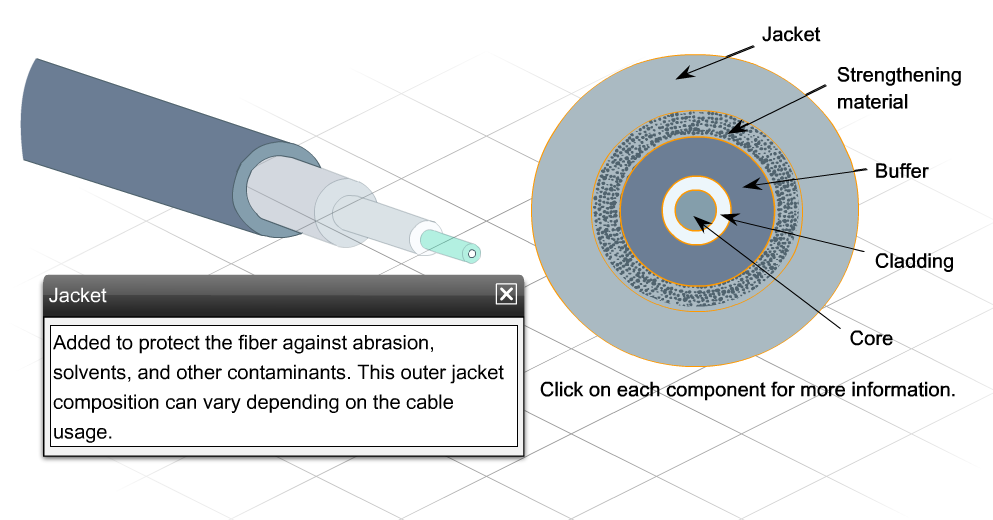 Jacket
Strengthening
material
Buffer
Cladding
Core
Click on each component for more information.
Jacket
Added to protect the fiber against abrasion,
solvents, and other contaminants. This outer jacket
composition can vary depending on the cable
usage.